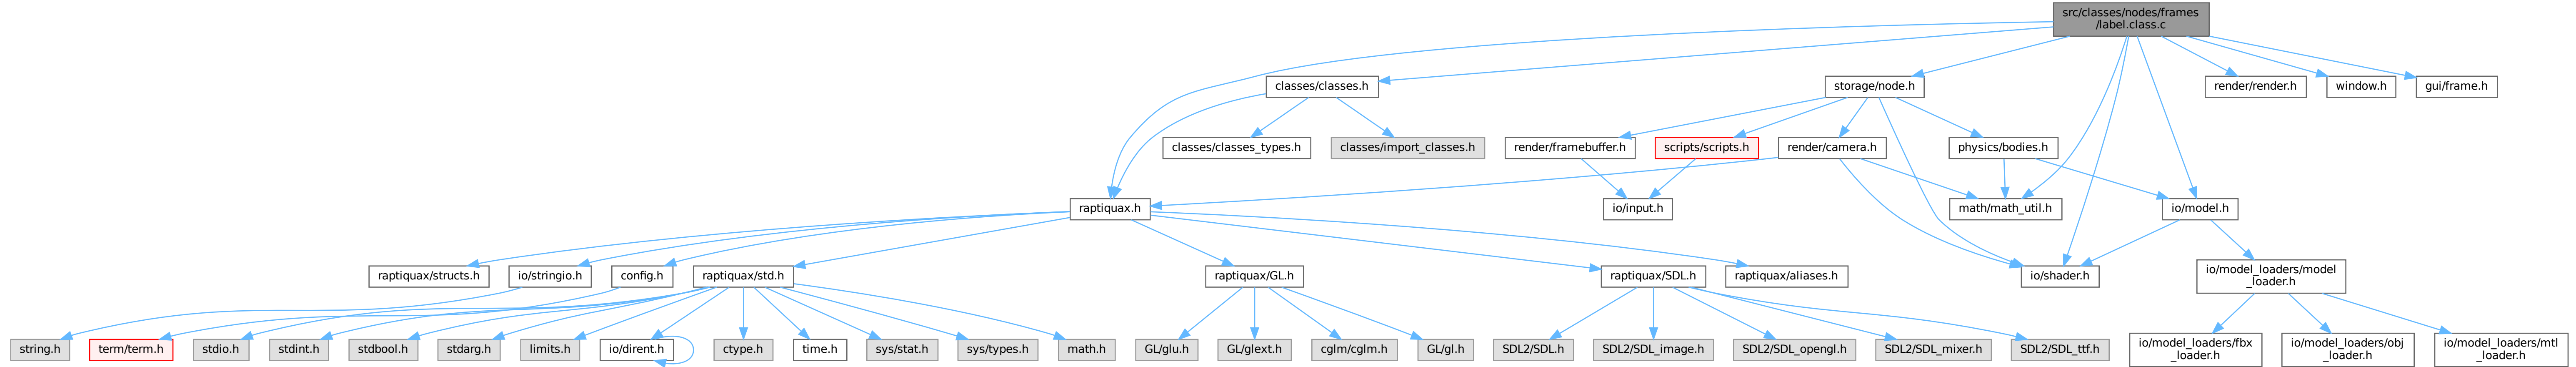 src/classes/nodes/frames
/label.class.c
classes/classes.h
storage/node.h
render/render.h
window.h
gui/frame.h
classes/classes_types.h
classes/import_classes.h
render/framebuffer.h
scripts/scripts.h
render/camera.h
physics/bodies.h
raptiquax.h
io/input.h
math/math_util.h
io/model.h
raptiquax/structs.h
io/stringio.h
config.h
raptiquax/std.h
raptiquax/GL.h
raptiquax/SDL.h
raptiquax/aliases.h
io/shader.h
io/model_loaders/model
_loader.h
string.h
term/term.h
stdio.h
stdint.h
stdbool.h
stdarg.h
limits.h
io/dirent.h
ctype.h
time.h
sys/stat.h
sys/types.h
math.h
GL/glu.h
GL/glext.h
cglm/cglm.h
GL/gl.h
SDL2/SDL.h
SDL2/SDL_image.h
SDL2/SDL_opengl.h
SDL2/SDL_mixer.h
SDL2/SDL_ttf.h
io/model_loaders/fbx
_loader.h
io/model_loaders/obj
_loader.h
io/model_loaders/mtl
_loader.h